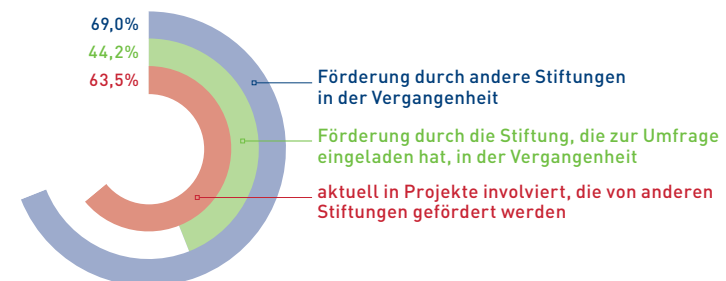 69,0%
44,2%
63,5%
Förderung durch andere Stiftungen
in der Vergangenheit
Förderung durch die Stiftung, die zur Umfrage
eingeladen hat, in der Vergangenheit
aktuell in Projekte involviert, die von anderen
Stiftungen gefördert werden